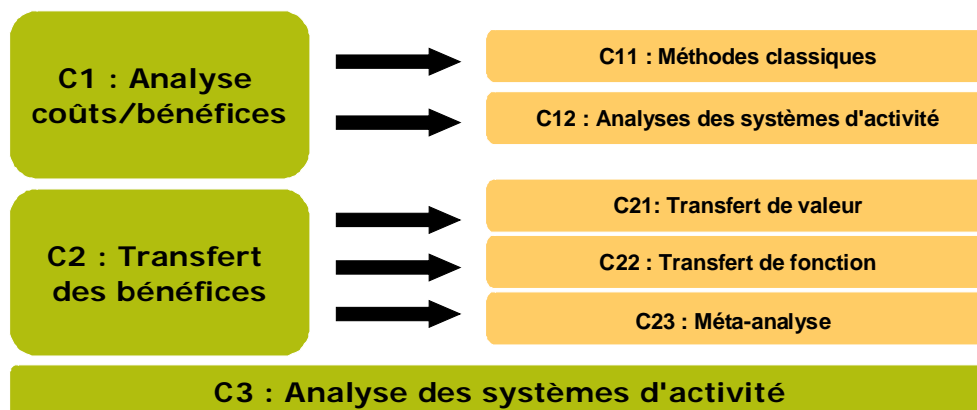 C1 : Analyse
coûts/bénéfices
C11 : Méthodes classiques
C12 : Analyses des systèmes d'activité
C2 : Transfert
des bénéfices
C21: Transfert de valeur
C22 : Transfert de fonction
C23 : Méta-analyse
C3 : Analyse des systèmes d'activité